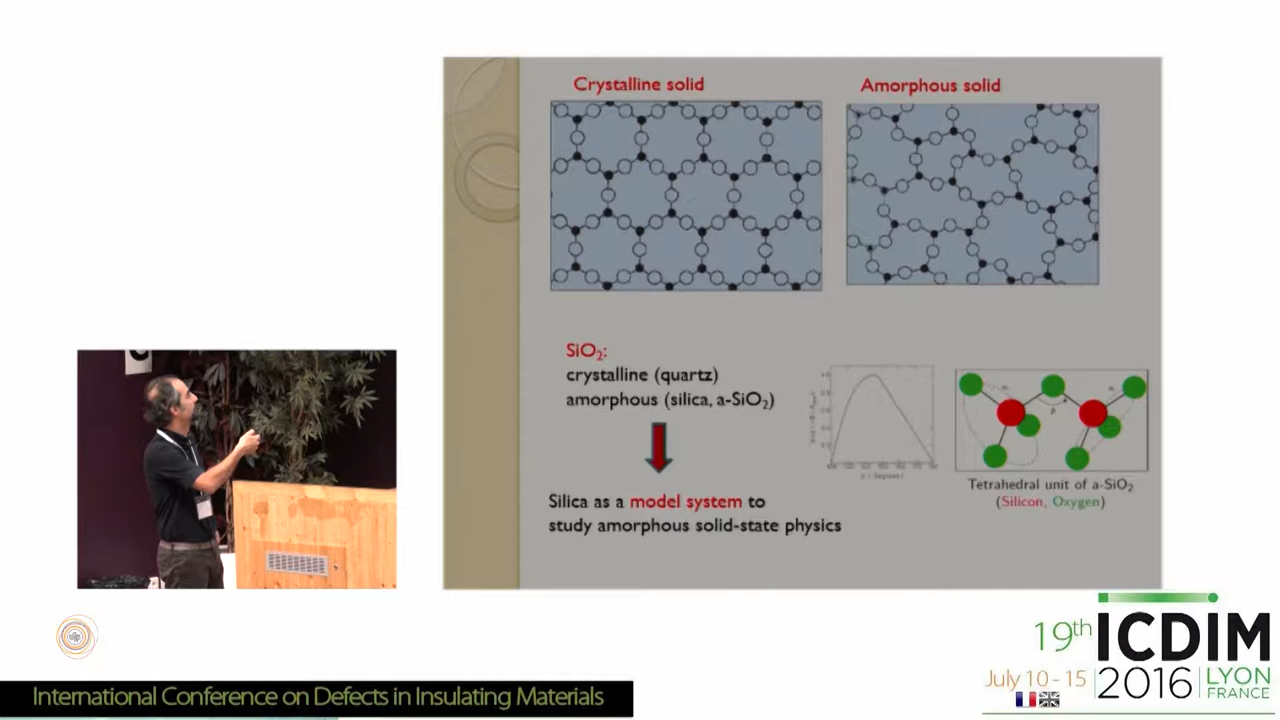 Crystalline solid
Amorphous solid
SiO₂:
crystalline (quartz)
amorphous (silica, a-SiO₂)
Silica as a model system to
study amorphous solid-state physics
Tetrahedral unit of a-SiO₂
(Silicon, Oxygen)
19th ICDIM
July 10 - 15 2016 LYON
FRANCE
International Conference on Defects in Insulating Materials